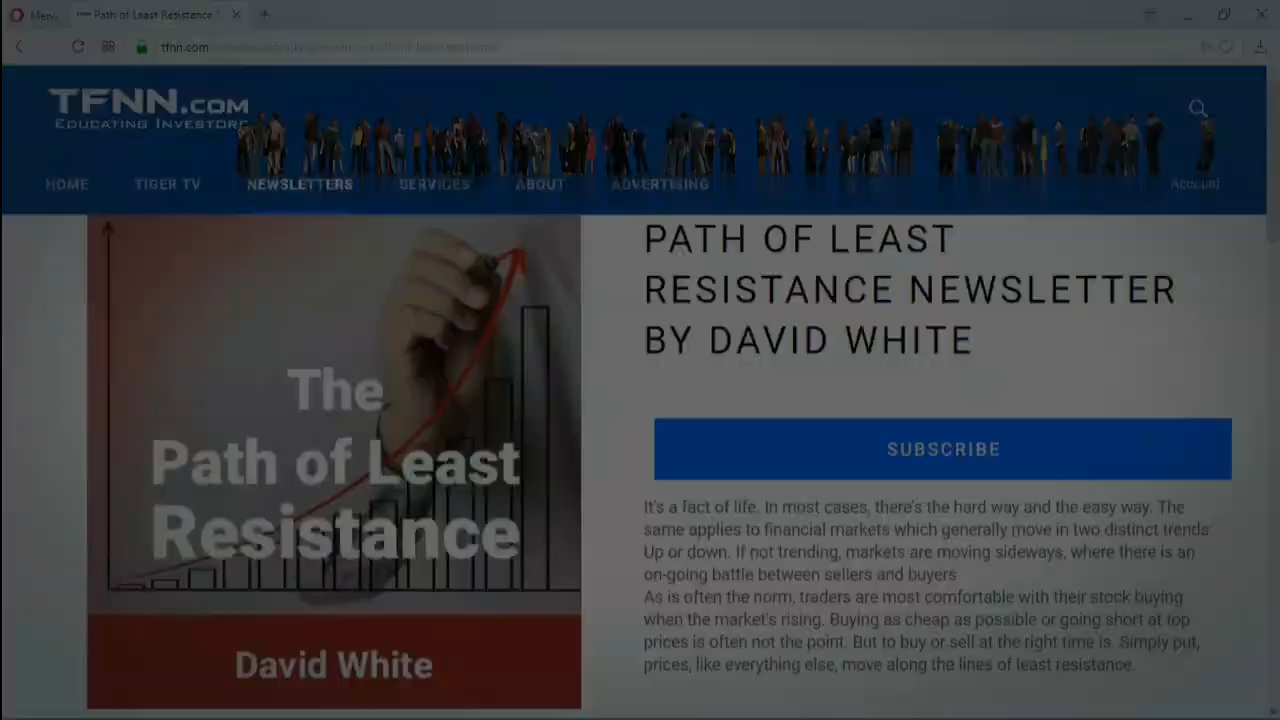 Menu
Path of Least Resistance
tfnn.com
TFNN.COM
EDUCATING INVESTORS
HOME
TIGER TV
NEWSLETTERS
SERVICES
ABOUT
ADVERTISING
Account
The
Path of Least
Resistance
David White
PATH OF LEAST
RESISTANCE NEWSLETTER
BY DAVID WHITE
SUBSCRIBE
It's a fact of life. In most cases, there's the hard way and the easy way. The
same applies to financial markets which generally move in two distinct trends:
Up or down. If not trending, markets are moving sideways, where there is an
on-going battle between sellers and buyers
As is often the norm, traders are most comfortable with their stock buying
when the market's rising. Buying as cheap as possible or going short at top
prices is often not the point. But to buy or sell at the right time is. Simply put,
prices, like everything else, move along the lines of least resistance.